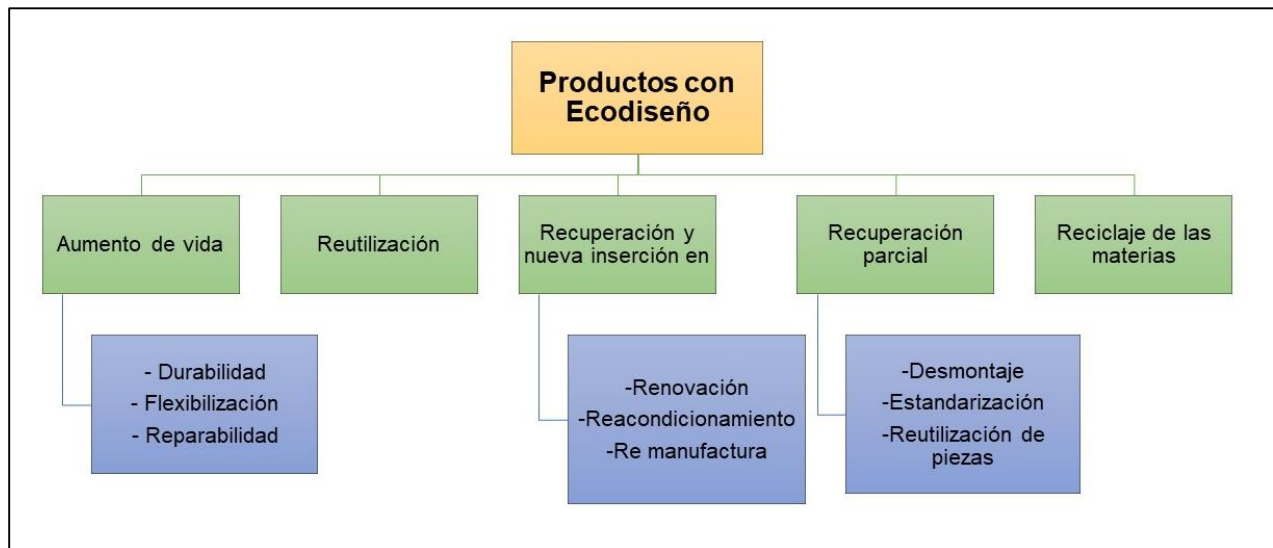 Productos con
Ecodiseño
Aumento de vida
Reutilización
Recuperación y
nueva inserción en
Recuperación
parcial
Reciclaje de las
materias
- Durabilidad
- Flexibilización
- Reparabilidad
-Renovación
-Reacondicionamiento
-Re manufactura
-Desmontaje
-Estandarización
-Reutilización de
piezas